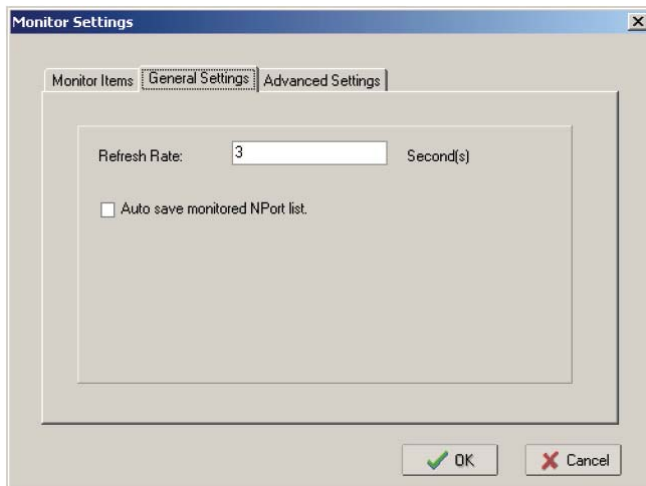 Monitor Settings
Monitor Items General Settings Advanced Settings
Refresh Rate: 3 Second(s)
Auto save monitored NPort list.
OK Cancel